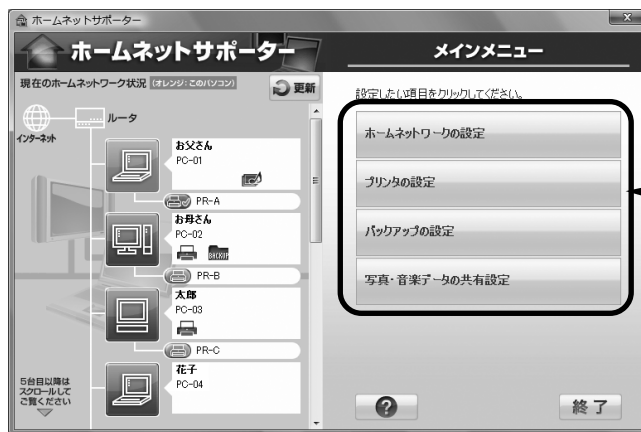 ホームネットサポーター
X
ホームネットサポーター
メインメニュー
現在のホームネットワーク状況 (オレンジ:このパソコン)
更新
インターネット
ルータ
お父さん
PC-01
PR-A
お母さん
PC-02
BACKUP
PR-B
太郎
PC-03
PR-C
花子
PC-04
5台目以降は
スクロールして
ご覧ください
設定したい項目をクリックしてください。
ホームネットワークの設定
プリンタの設定
バックアップの設定
写真・音楽データの共有設定
?
終了